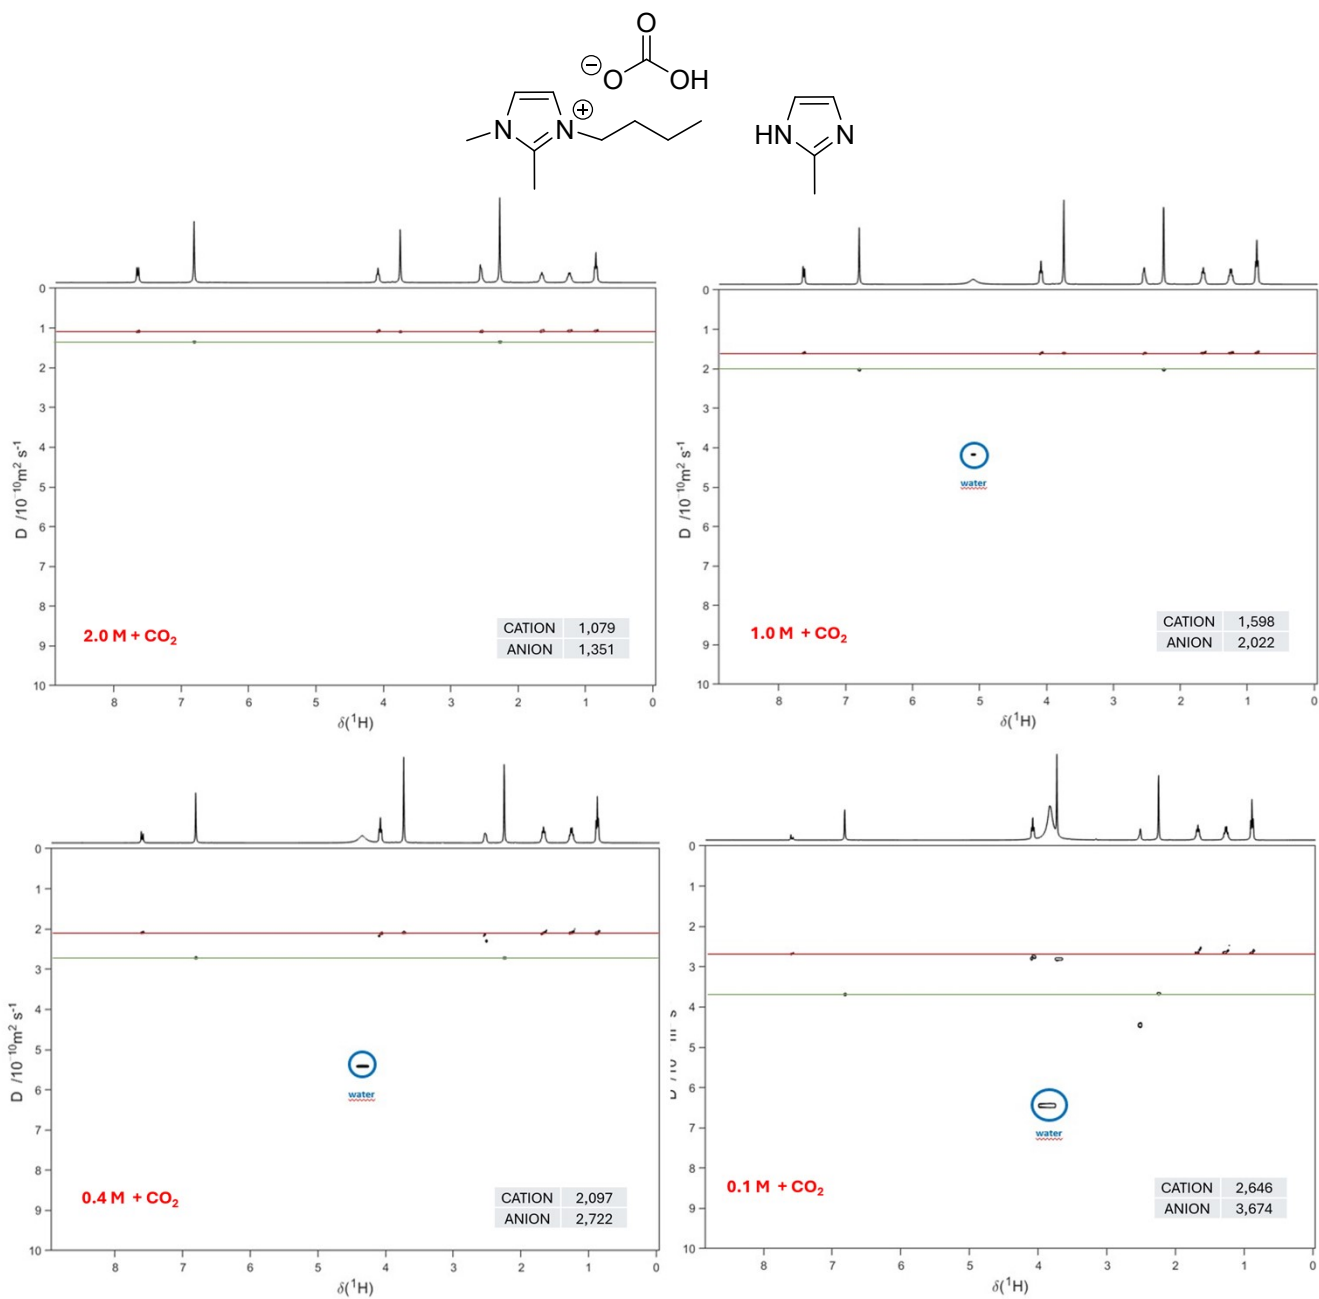 O
⊖
O
OH
⊕
N
N
HN
N
0
1
2
3
4
5
6
7
8
9
10
D /10⁻¹⁰m² s⁻¹
2.0 M + CO₂
CATION 1,079
ANION 1,351
8 7 6 5 4 3 2 1 0
δ(¹H)
0
1
2
3
4
5
6
7
8
9
10
D /10⁻¹⁰m² s⁻¹
water
1.0 M + CO₂
CATION 1,598
ANION 2,022
8 7 6 5 4 3 2 1 0
δ(¹H)
0
1
2
3
4
5
6
7
8
9
10
D /10⁻¹⁰m² s⁻¹
water
0.4 M + CO₂
CATION 2,097
ANION 2,722
8 7 6 5 4 3 2 1 0
δ(¹H)
0
1
2
3
4
5
6
7
8
9
10
water
0.1 M + CO₂
CATION 2,646
ANION 3,674
8 7 6 5 4 3 2 1 0
δ(¹H)